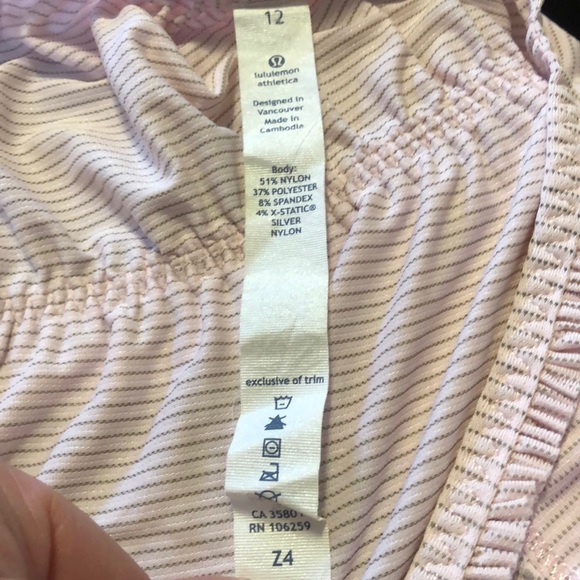 12
lululemon
athletica
Designed in
Vancouver
Made in
Cambodia
Body:
51% NYLON
37% POLYESTER
8% SPANDEX
4% X-STATIC®
SILVER
NYLON
exclusive of trim
CA 35801
RN 106259
Z4